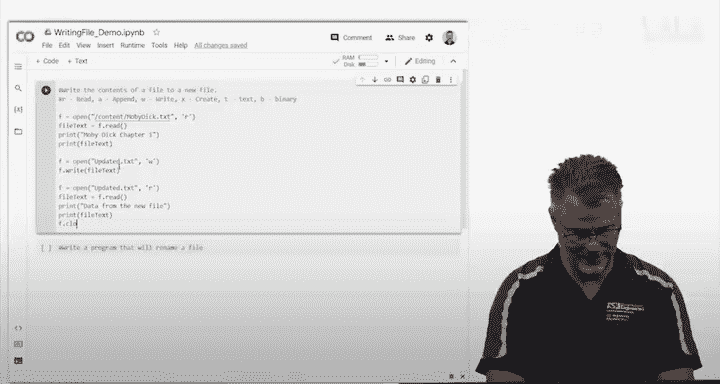 WritingFile_Demo.ipynb
Comment
Share
File Edit View Insert Runtime Tools Help All changes saved
+ Code + Text
RAM
Disk
Editing
#Write the contents of a file to a new file.
#r - Read, a - Append, w - Write, x - Create, t - text, b - binary
f = open("/content/MobyDick.txt", 'r')
fileText = f.read()
print("Moby Dick Chapter 1")
print(fileText)
f = open("Updated.txt", 'w')
f.write(fileText)
f = open("Updated.txt", 'r')
fileText = f.read()
print("Data from the new file")
print(fileText)
f.clo
[ ] #Write a program that will rename a file